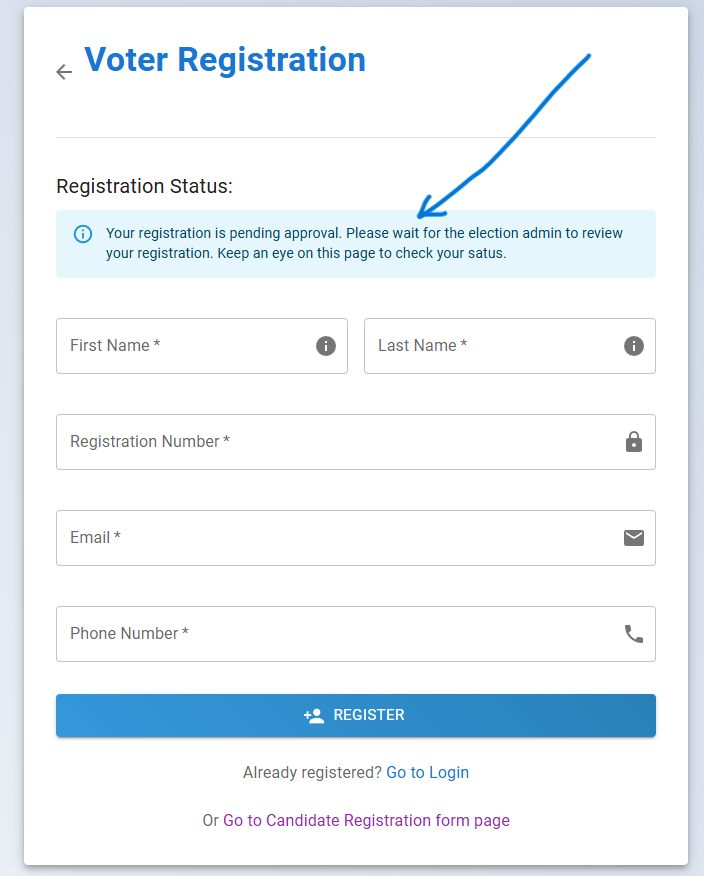 Voter Registration
Registration Status:
Your registration is pending approval. Please wait for the election admin to review
your registration. Keep an eye on this page to check your satus.
First Name *
Last Name *
Registration Number *
Email *
Phone Number *
REGISTER
Already registered? Go to Login
Or Go to Candidate Registration form page